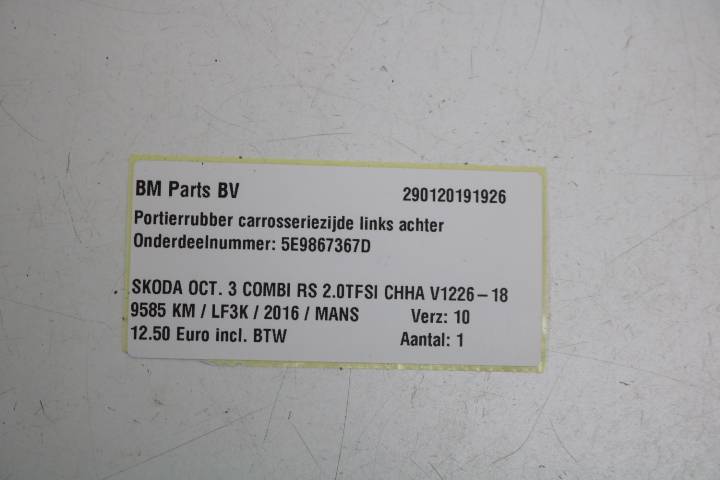 BM Parts BV 290120191926
Portierrubber carrosseriezijde links achter
Onderdeelnummer: 5E9867367D
SKODA OCT. 3 COMBI RS 2.0TFSI CHHA V1226-18
9585 KM / LF3K / 2016 / MANS Verz: 10
12.50 Euro incl. BTW Aantal: 1